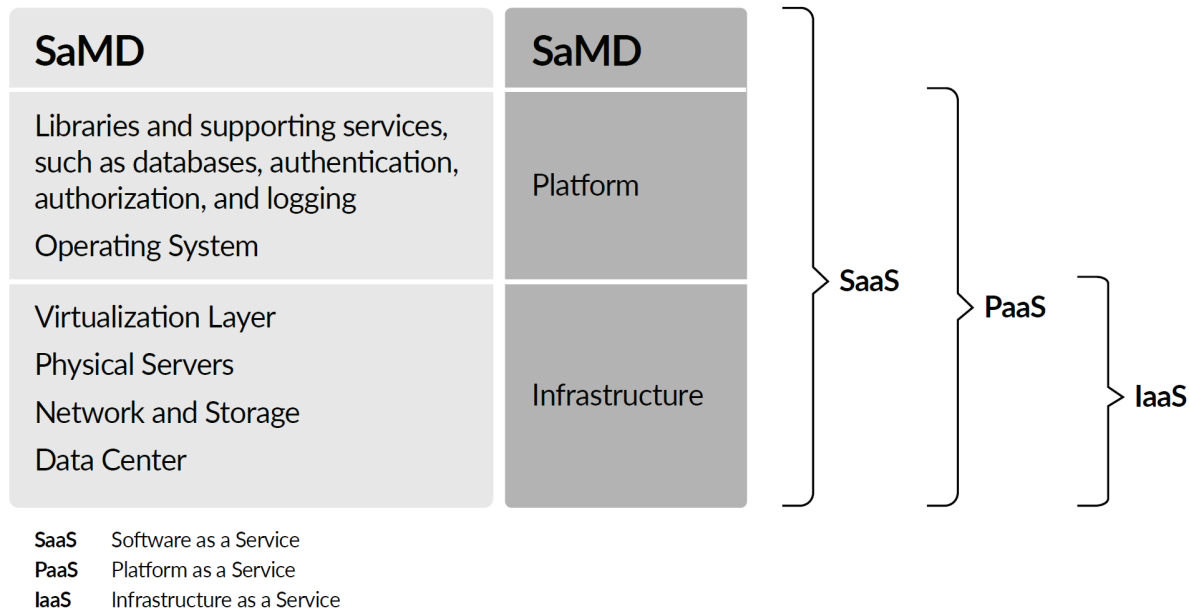 SaMD
SaMD
Libraries and supporting services,
such as databases, authentication,
authorization, and logging
Operating System
Platform
Virtualization Layer
Physical Servers
Network and Storage
Data Center
Infrastructure
SaaS
PaaS
IaaS
SaaS Software as a Service
PaaS Platform as a Service
IaaS Infrastructure as a Service